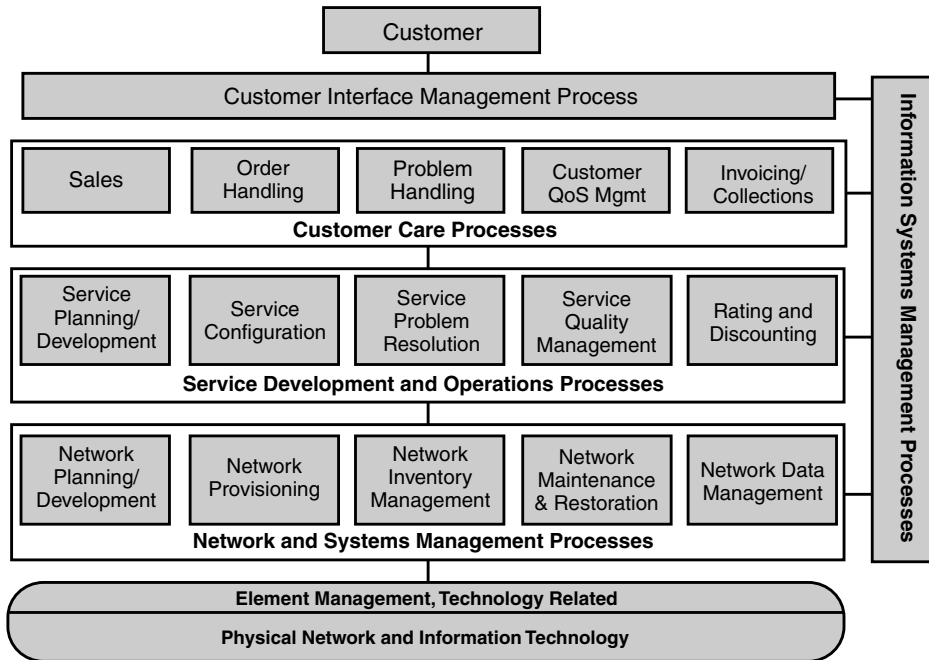 Customer
Customer Interface Management Process
Sales
Order
Handling
Problem
Handling
Customer
QoS Mgmt
Invoicing/
Collections
Customer Care Processes
Service
Planning/
Development
Service
Configuration
Service
Problem
Resolution
Service
Quality
Management
Rating and
Discounting
Service Development and Operations Processes
Network
Planning/
Development
Network
Provisioning
Network
Inventory
Management
Network
Maintenance
& Restoration
Network Data
Management
Network and Systems Management Processes
Element Management, Technology Related
Physical Network and Information Technology
Information Systems Management Processes